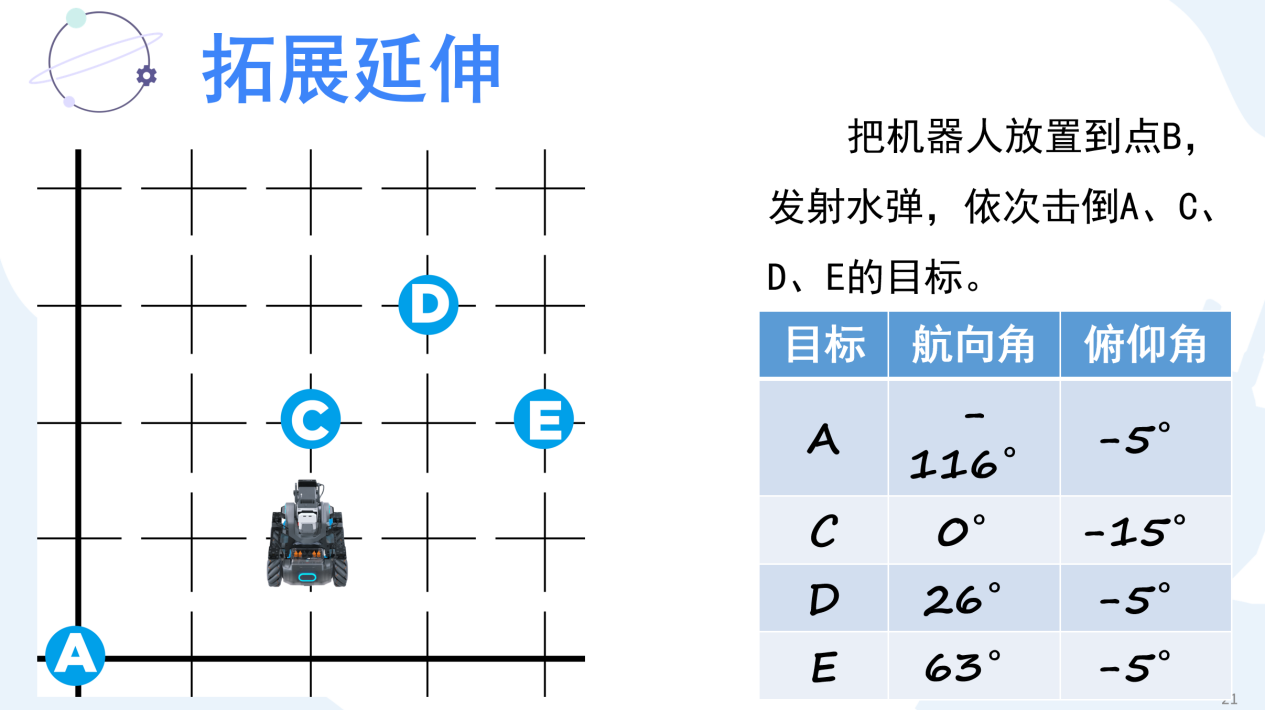 拓展延伸
把机器人放置到点B，
发射水弹，依次击倒A、C、
D、E的目标。
D
C
E
A
目标 航向角 俯仰角
A -116° -5°
C 0° -15°
D 26° -5°
E 63° -5°
21